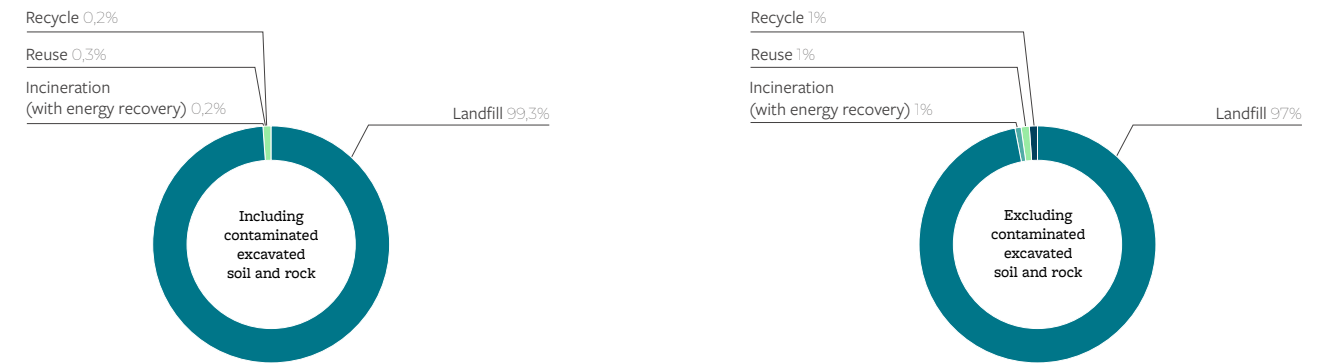 Recycle 0,2%
Reuse 0,3%
Incineration
(with energy recovery) 0,2%
Landfill 99,3%
Including
contaminated
excavated
soil and rock
Recycle 1%
Reuse 1%
Incineration
(with energy recovery) 1%
Landfill 97%
Excluding
contaminated
excavated
soil and rock